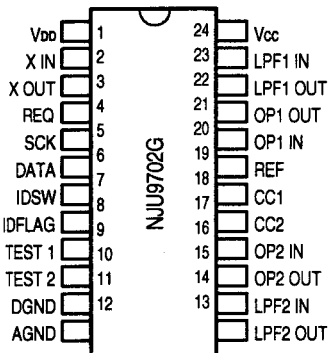 VDD 1 24 VCC
X IN 2 23 LPF1 IN
X OUT 3 22 LPF1 OUT
REQ 4 21 OP1 OUT
SCK 5 20 OP1 IN
DATA 6 19 REF
IDSW 7 18 CC1
IDFLAG 8 17 CC2
TEST 1 9 16 OP2 IN
TEST 2 10 15 OP2 OUT
DGND 11 14 LPF2 IN
AGND 12 13 LPF2 OUT
NJU9702G